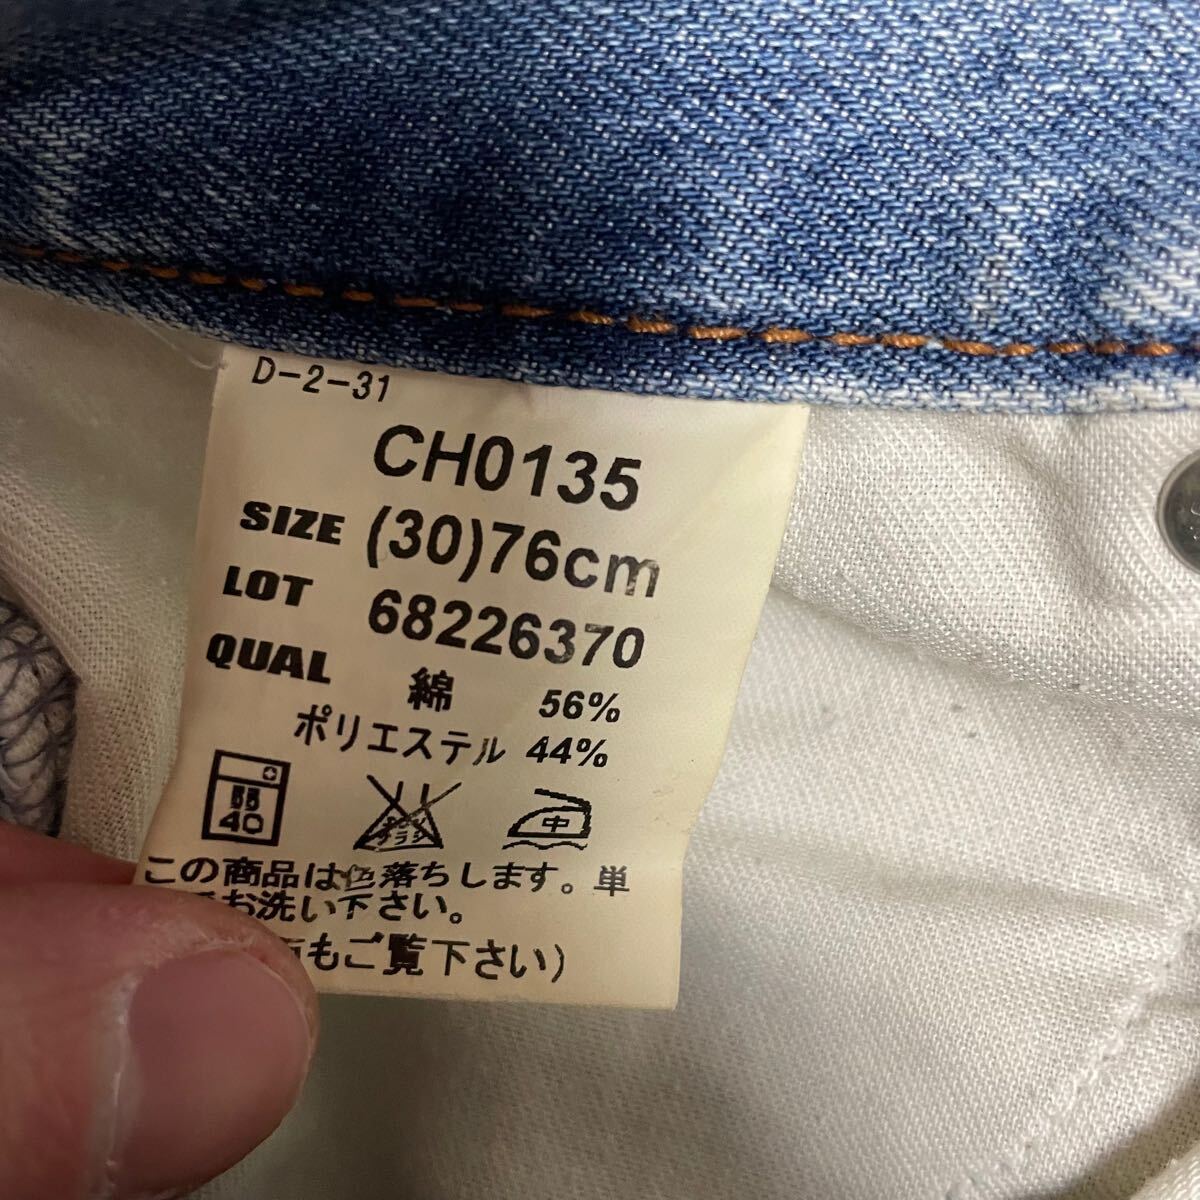 D-2-31
CH0135
SIZE (30)76cm
LOT 68226370
QUAL 綿 56%
ポリエステル 44%
40 中
この商品は色落ちします。単
お洗い下さい。
もご覧下さい)